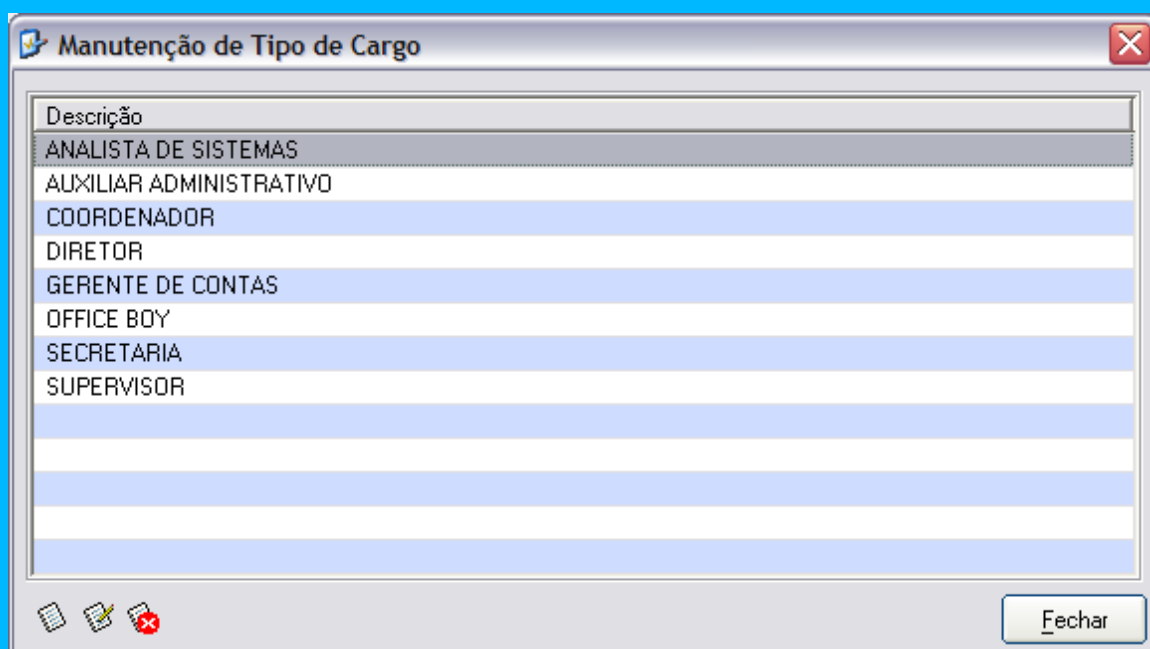 Manutenção de Tipo de Cargo
Descrição
ANALISTA DE SISTEMAS
AUXILIAR ADMINISTRATIVO
COORDENADOR
DIRETOR
GERENTE DE CONTAS
OFFICE BOY
SECRETARIA
SUPERVISOR
Fechar